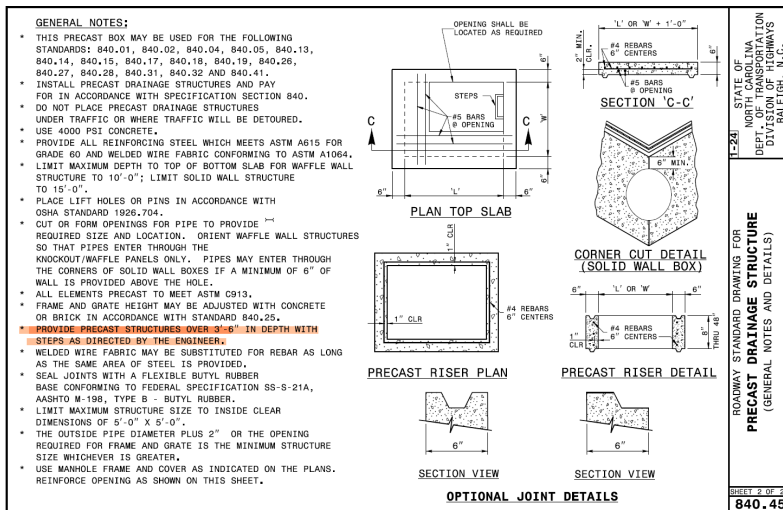 GENERAL NOTES:
* THIS PRECAST BOX MAY BE USED FOR THE FOLLOWING
STANDARDS: 840.01, 840.02, 840.04, 840.05, 840.13,
840.14, 840.15, 840.17, 840.18, 840.19, 840.26,
840.27, 840.28, 840.31, 840.32 AND 840.41.
* INSTALL PRECAST DRAINAGE STRUCTURES AND PAY
FOR IN ACCORDANCE WITH SPECIFICATION SECTION 840.
* DO NOT PLACE PRECAST DRAINAGE STRUCTURES
UNDER TRAFFIC OR WHERE TRAFFIC WILL BE DETOURED.
* USE 4000 PSI CONCRETE.
* PROVIDE ALL REINFORCING STEEL WHICH MEETS ASTM A615 FOR
GRADE 60 AND WELDED WIRE FABRIC CONFORMING TO ASTM A1064.
* LIMIT MAXIMUM DEPTH TO TOP OF BOTTOM SLAB FOR WAFFLE WALL
STRUCTURE TO 10'-0"; LIMIT SOLID WALL STRUCTURE
TO 15'-0".
* PLACE LIFT HOLES OR PINS IN ACCORDANCE WITH
OSHA STANDARD 1926.704.
* CUT OR FORM OPENINGS FOR PIPE TO PROVIDE
REQUIRED SIZE AND LOCATION. ORIENT WAFFLE WALL STRUCTURES
SO THAT PIPES ENTER THROUGH THE
KNOCKOUT/WAFFLE PANELS ONLY. PIPES MAY ENTER THROUGH
THE CORNERS OF SOLID WALL BOXES IF A MINIMUM OF 6" OF
WALL IS PROVIDED ABOVE THE HOLE.
* ALL ELEMENTS PRECAST TO MEET ASTM C913.
* FRAME AND GRATE HEIGHT MAY BE ADJUSTED WITH CONCRETE
OR BRICK IN ACCORDANCE WITH STANDARD 840.25.
* PROVIDE PRECAST STRUCTURES OVER 3'-6" IN DEPTH WITH
STEPS AS DIRECTED BY THE ENGINEER.
* WELDED WIRE FABRIC MAY BE SUBSTITUTED FOR REBAR AS LONG
AS THE SAME AREA OF STEEL IS PROVIDED.
* SEAL JOINTS WITH A FLEXIBLE BUTYL RUBBER
BASE CONFORMING TO FEDERAL SPECIFICATION SS-S-21A,
AASHTO M-198, TYPE B - BUTYL RUBBER.
* LIMIT MAXIMUM STRUCTURE SIZE TO INSIDE CLEAR
DIMENSIONS OF 5'-0" X 5'-0".
* THE OUTSIDE PIPE DIAMETER PLUS 2" OR THE OPENING
REQUIRED FOR FRAME AND GRATE IS THE MINIMUM STRUCTURE
SIZE WHICHEVER IS GREATER.
* USE MANHOLE FRAME AND COVER AS INDICATED ON THE PLANS.
REINFORCE OPENING AS SHOWN ON THIS SHEET.
OPENING SHALL BE
LOCATED AS REQUIRED
STEPS
#5 BARS
@ OPENING
C
C
6"
'W'
6"
6"
'L'
6"
PLAN TOP SLAB
'L' OR 'W' + 1'-0"
2" MIN.
CLR.
#4 REBARS
6" CENTERS
6"
#5 BARS
@ OPENING
SECTION 'C-C'
6" MIN.
CORNER CUT DETAIL
(SOLID WALL BOX)
1" CLR
1" CLR
#4 REBARS
6" CENTERS
PRECAST RISER PLAN
6"
'L' OR 'W'
6"
#4 REBARS
6" CENTERS
1"
CLR
8"
THRU 48"
PRECAST RISER DETAIL
6"
SECTION VIEW
6"
SECTION VIEW
OPTIONAL JOINT DETAILS
1-24
STATE OF
NORTH CAROLINA
DEPT. OF TRANSPORTATION
DIVISION OF HIGHWAYS
RALEIGH, N.C.
ROADWAY STANDARD DRAWING FOR
PRECAST DRAINAGE STRUCTURE
(GENERAL NOTES AND DETAILS)
SHEET 2 OF 2
840.45